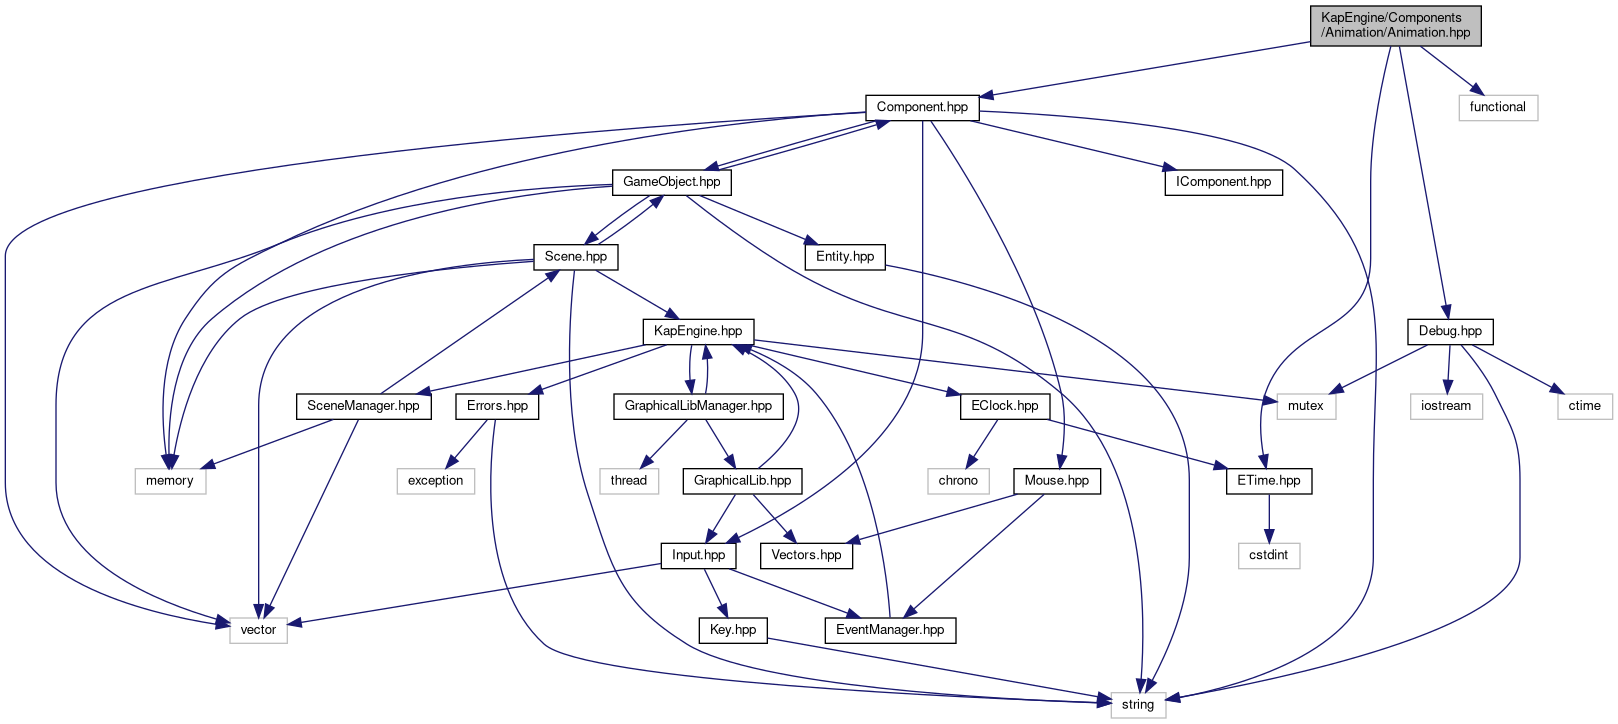 KapEngine/Components
/Animation/Animation.hpp
Component.hpp
functional
GameObject.hpp
IComponent.hpp
Scene.hpp
Entity.hpp
KapEngine.hpp
Debug.hpp
SceneManager.hpp
Errors.hpp
GraphicalLibManager.hpp
EClock.hpp
mutex
iostream
ctime
memory
exception
thread
GraphicalLib.hpp
chrono
Mouse.hpp
ETime.hpp
Input.hpp
Vectors.hpp
cstdint
vector
Key.hpp
EventManager.hpp
string